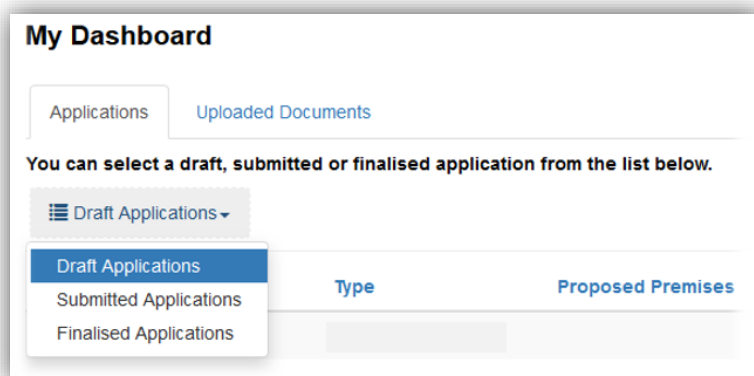 My Dashboard
Applications Uploaded Documents
You can select a draft, submitted or finalised application from the list below.
Draft Applications
Draft Applications
Type Proposed Premises
Submitted Applications
Finalised Applications